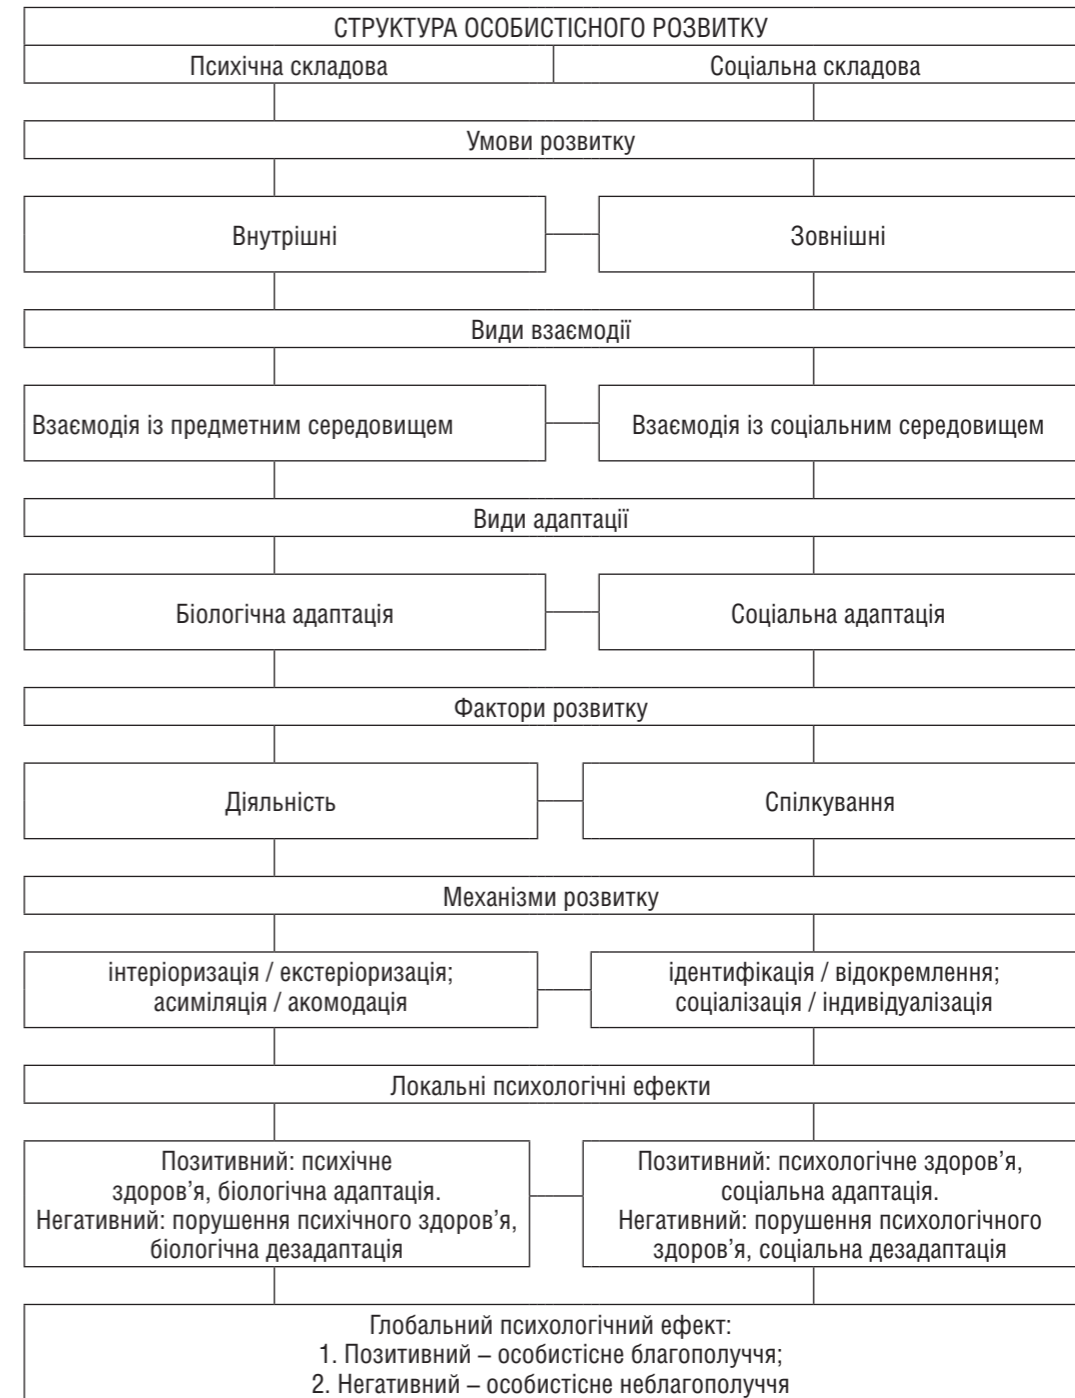 СТРУКТУРА ОСОБИСТІСНОГО РОЗВИТКУ
Психічна складова
Соціальна складова
Умови розвитку
Внутрішні
Зовнішні
Види взаємодії
Взаємодія із предметним середовищем
Взаємодія із соціальним середовищем
Види адаптації
Біологічна адаптація
Соціальна адаптація
Фактори розвитку
Діяльність
Спілкування
Механізми розвитку
інтеріоризація / екстеріоризація;
асиміляція / акомодація
ідентифікація / відокремлення;
соціалізація / індивідуалізація
Локальні психологічні ефекти
Позитивний: психічне
здоров’я, біологічна адаптація.
Негативний: порушення психічного здоров’я,
біологічна дезадаптація
Позитивний: психологічне здоров’я,
соціальна адаптація.
Негативний: порушення психологічного
здоров’я, соціальна дезадаптація
Глобальний психологічний ефект:
1. Позитивний – особистісне благополуччя;
2. Негативний – особистісне неблагополуччя